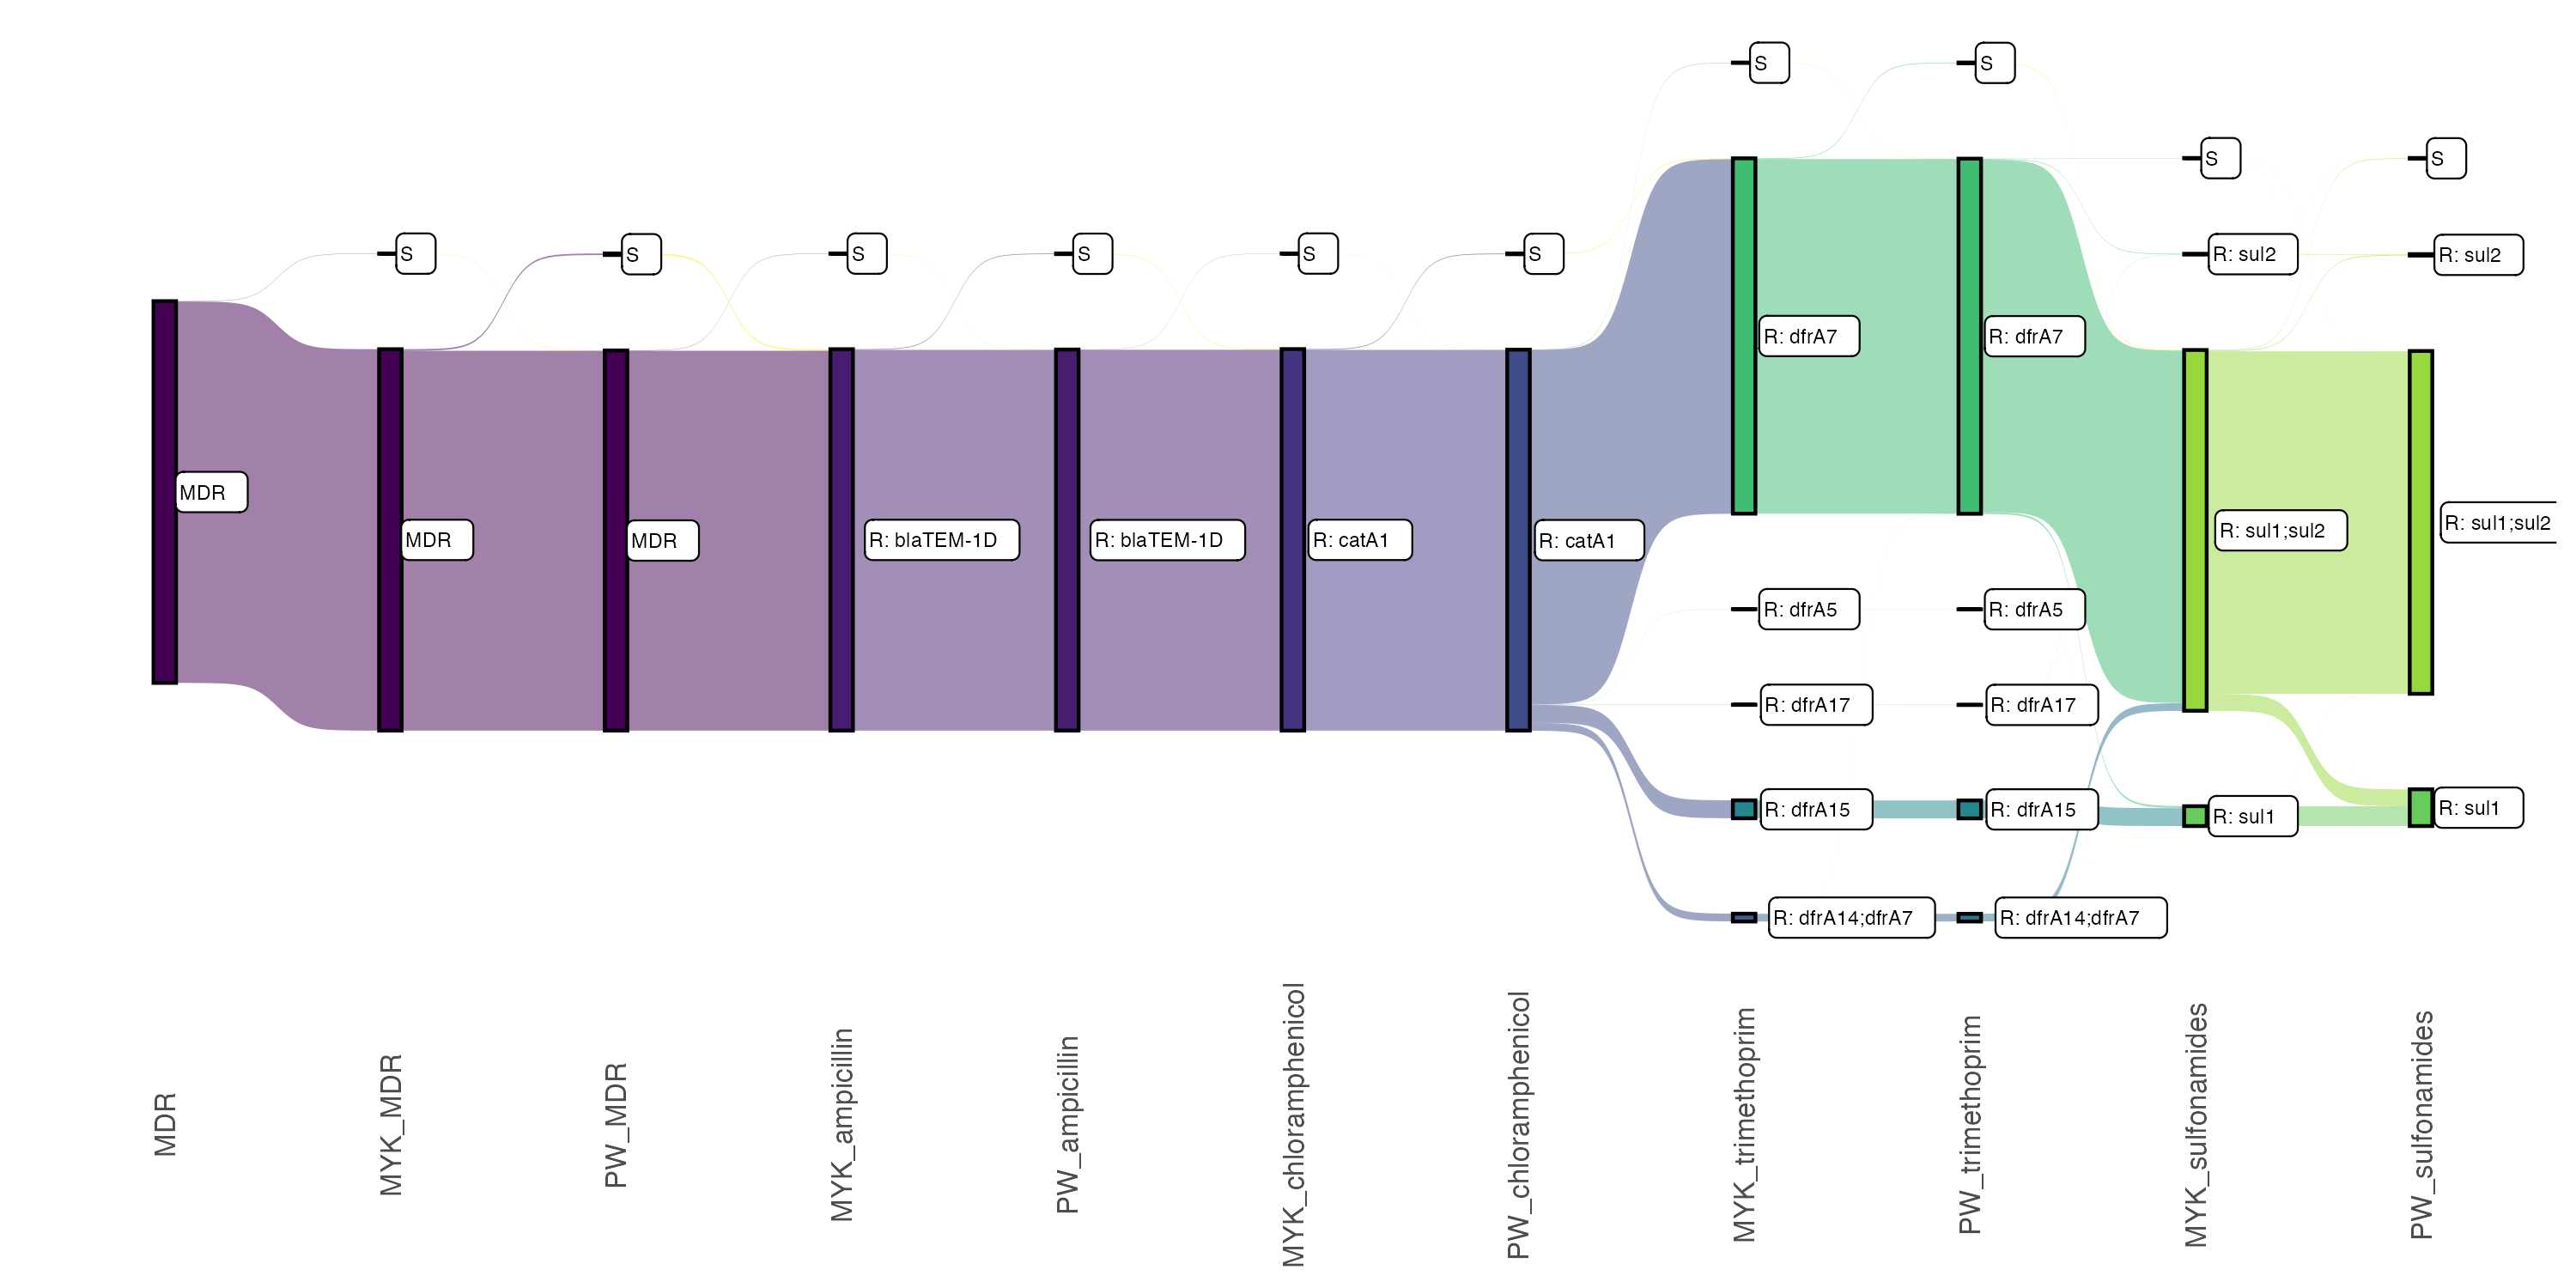 S
S
S
S
S
S
S
S
S
S
R: sul2
R: sul2
R: dfrA7
R: dfrA7
MDR
R: sul1;sul2
R: sul1;sul2
MDR
MDR
R: blaTEM-1D
R: blaTEM-1D
R: catA1
R: catA1
R: dfrA5
R: dfrA5
R: dfrA17
R: dfrA17
R: dfrA15
R: dfrA15
R: sul1
R: sul1
R: dfrA14;dfrA7
R: dfrA14;dfrA7
MDR
MYK_MDR
PW_MDR
MYK_ampicillin
PW_ampicillin
MYK_chloramphenicol
PW_chloramphenicol
MYK_trimethoprim
PW_trimethoprim
MYK_sulfonamides
PW_sulfonamides